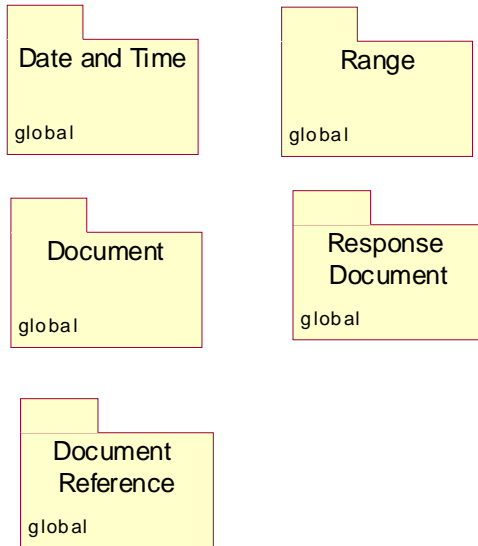 Date and Time
global
Range
global
Document
global
Response
Document
global
Document
Reference
global